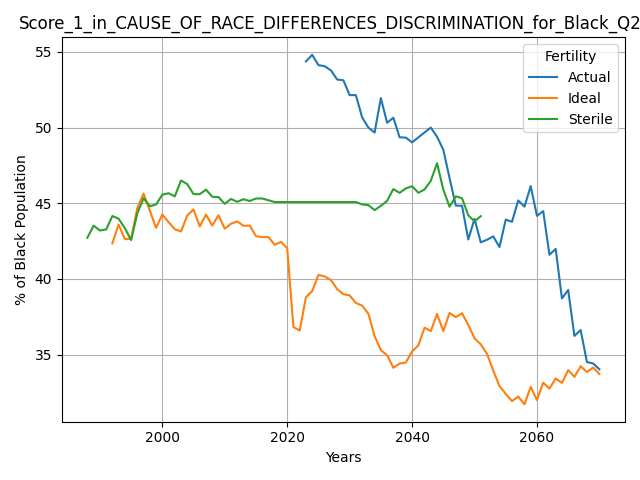 Score_1_in_CAUSE_OF_RACE_DIFFERENCES_DISCRIMINATION_for_Black_Q2
Fertility
Actual
Ideal
Sterile
% of Black Population
55
50
45
40
35
2000 2020 2040 2060
Years